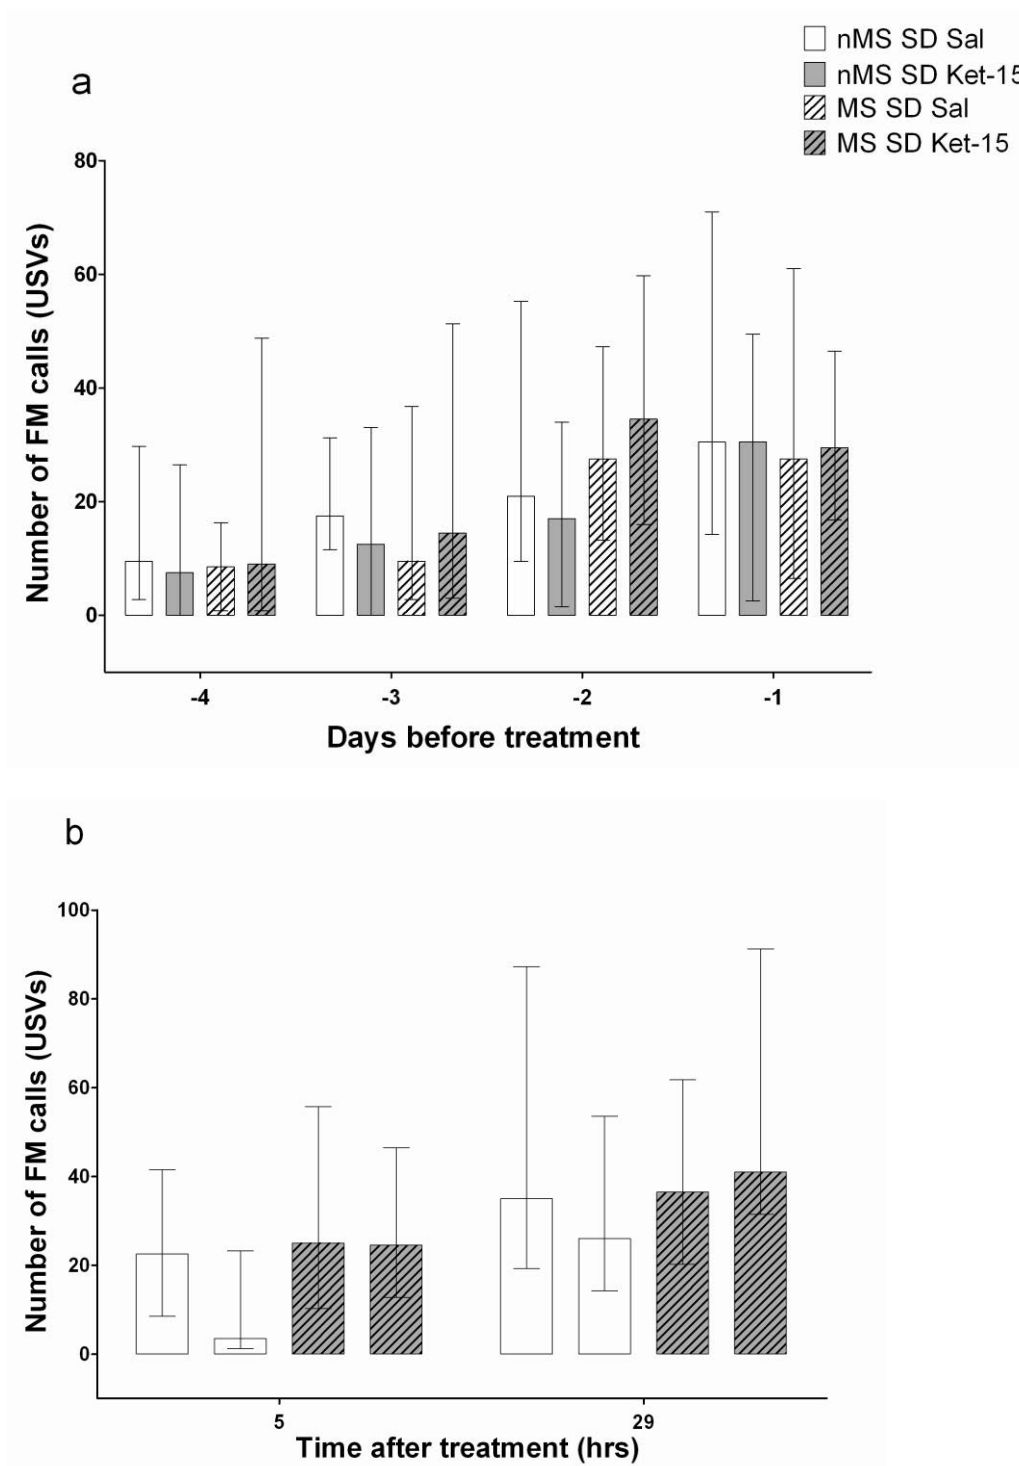 nMS SD Sal
a
nMS SD Ket-15
MS SD Sal
MS SD Ket-15
80
60
40
20
0
Number of FM calls (USVs)
-4 -3 -2 -1
Days before treatment
b
100
80
60
40
20
0
Number of FM calls (USVs)
5 29
Time after treatment (hrs)